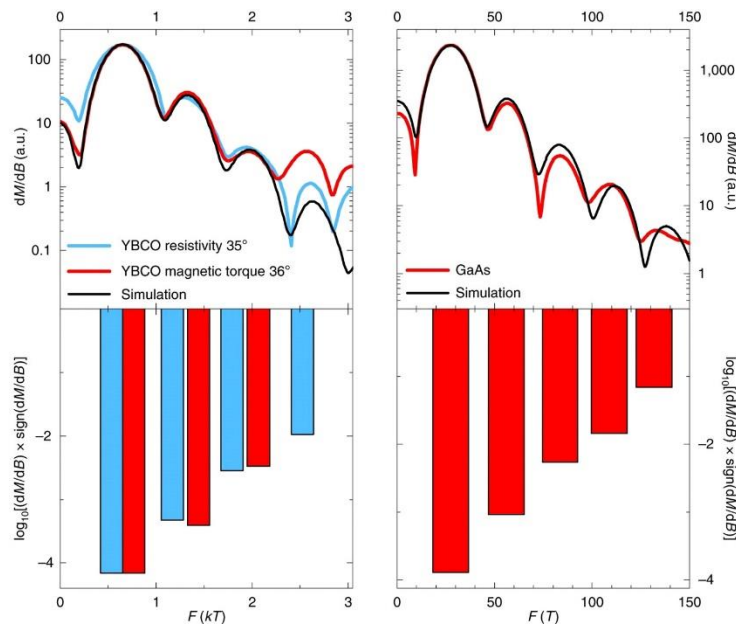 0 1 2 3
0 50 100 150
dM/dB (a.u.)
100
10
1
0.1
YBCO resistivity 35°
YBCO magnetic torque 36°
Simulation
1,000
100
10
1
dM/dB (a.u.)
GaAs
Simulation
log10[(dM/dB) × sign(dM/dB)]
−2
−4
0 1 2 3
F (kT)
−2
−4
log10[(dM/dB) × sign(dM/dB)]
0 50 100 150
F (T)